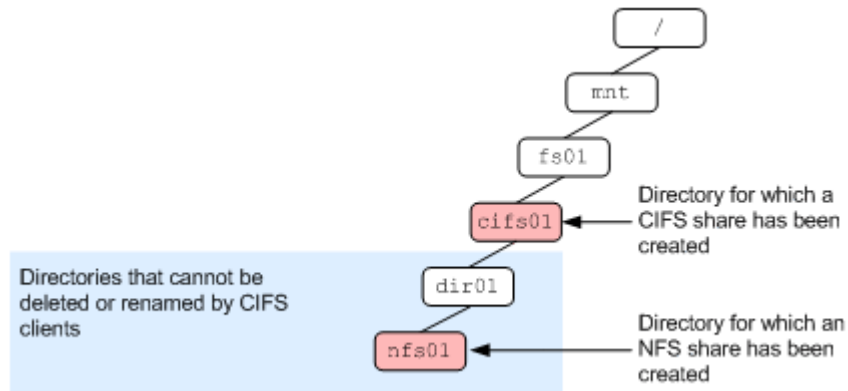 /
mnt
fs01
cifs01
Directory for which a
CIFS share has been
created
Directories that cannot be
deleted or renamed by CIFS
clients
dir01
nfs01
Directory for which an
NFS share has been
created